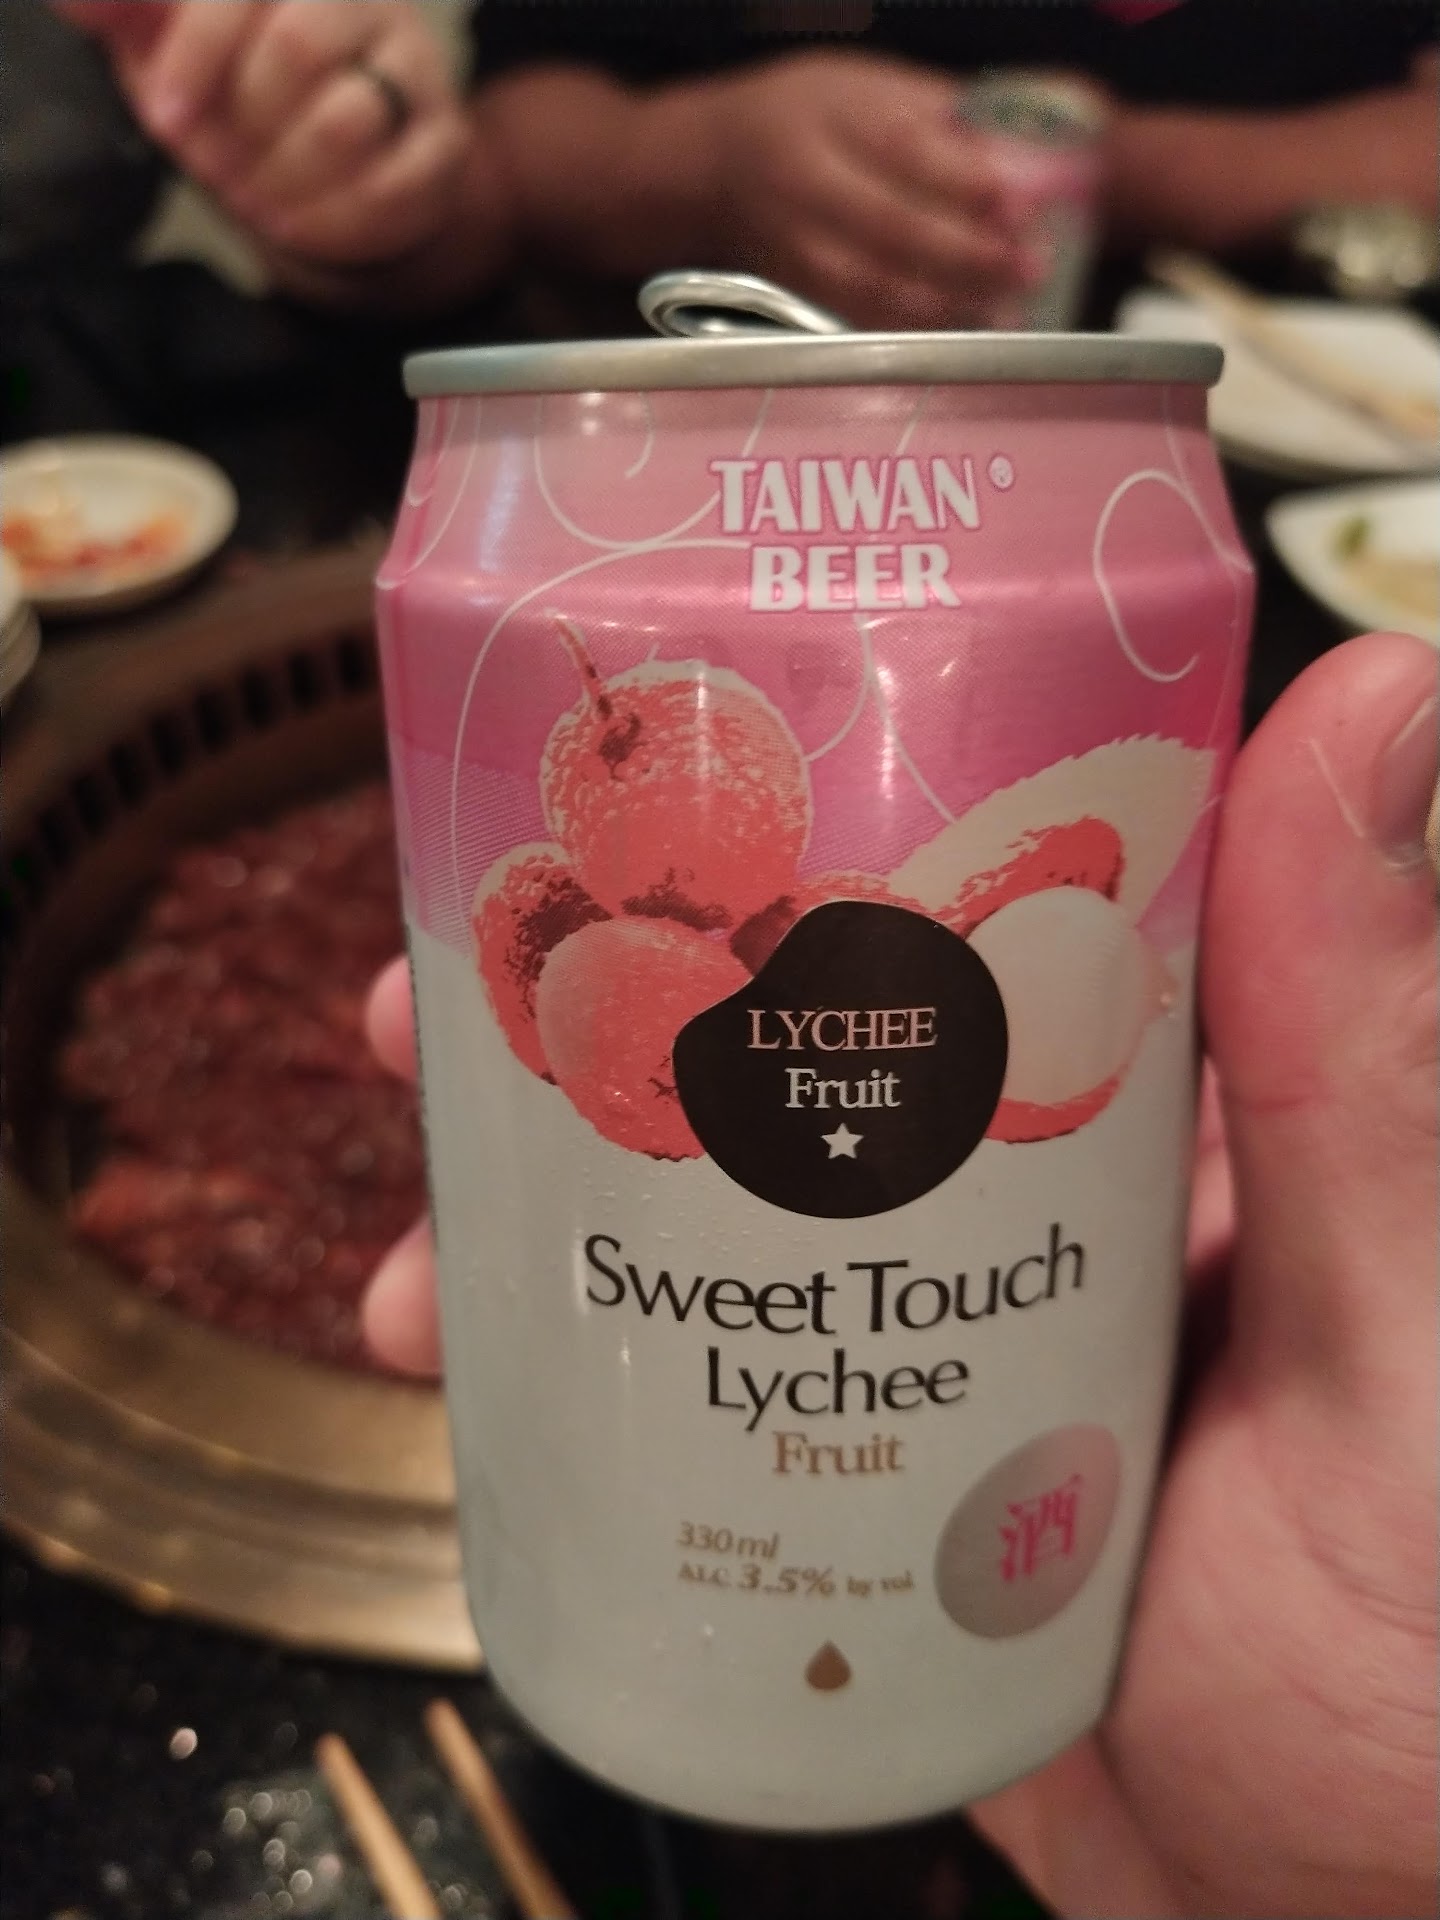 TAIWAN®
BEER
LYCHEE
Fruit
Sweet Touch
Lychee
Fruit
330ml
ALC. 3.5% by vol
酒